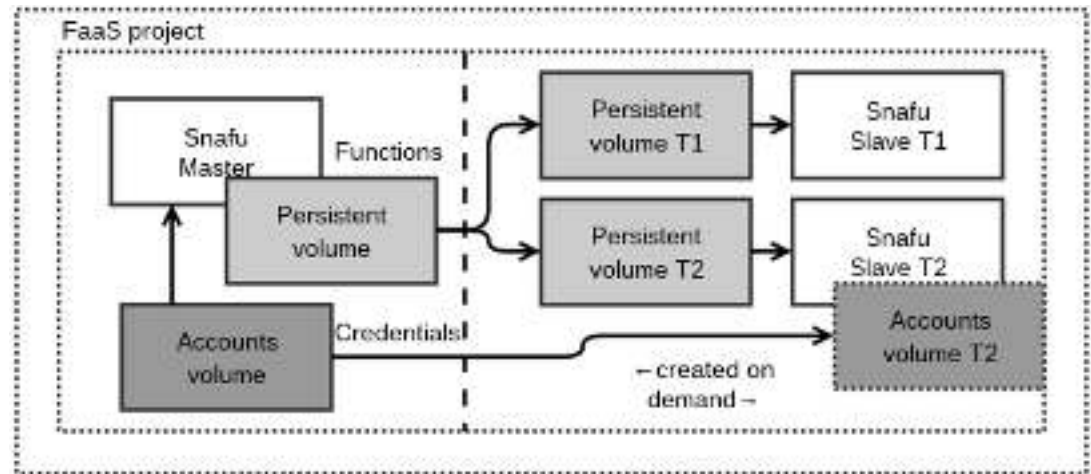 FaaS project
Snafu
Master
Functions
Persistent
volume
Accounts
volume
Credentials
Persistent
volume T1
Snafu
Slave T1
Persistent
volume T2
Snafu
Slave T2
Accounts
volume T2
←created on
demand→